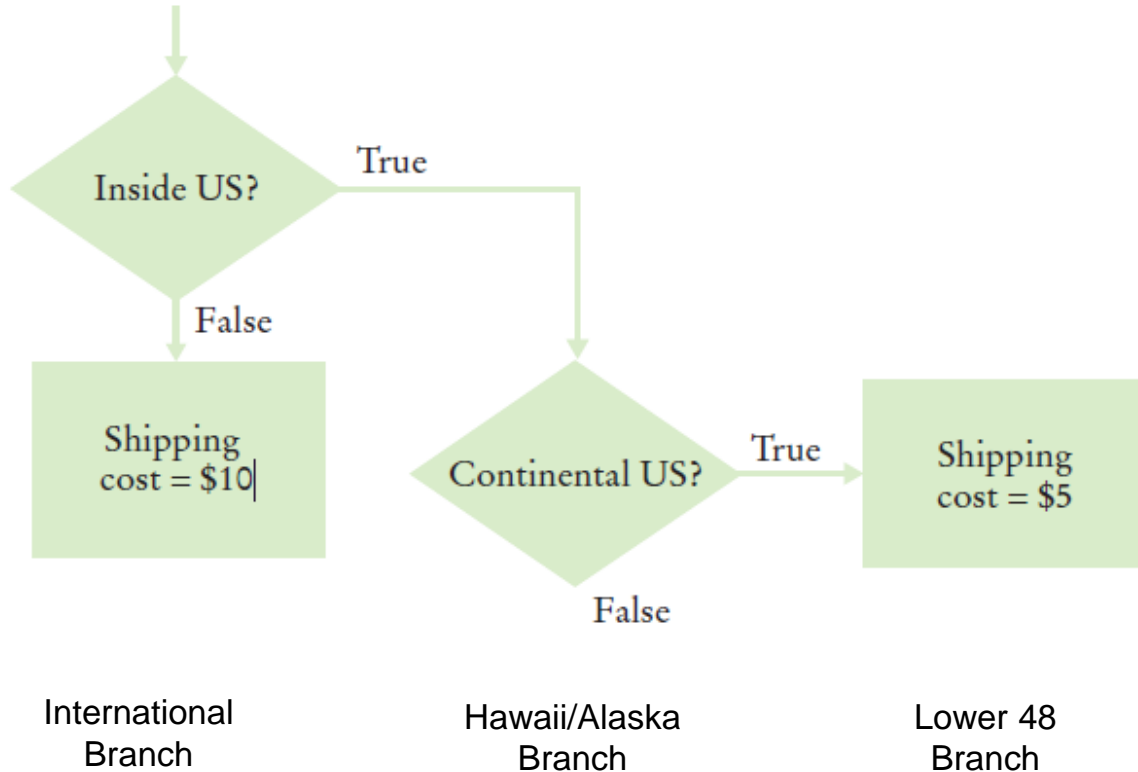 True
Inside US?
False
Shipping
cost = $10
Continental US?
True
Shipping
cost = $5
False
International
Branch
Hawaii/Alaska
Branch
Lower 48
Branch